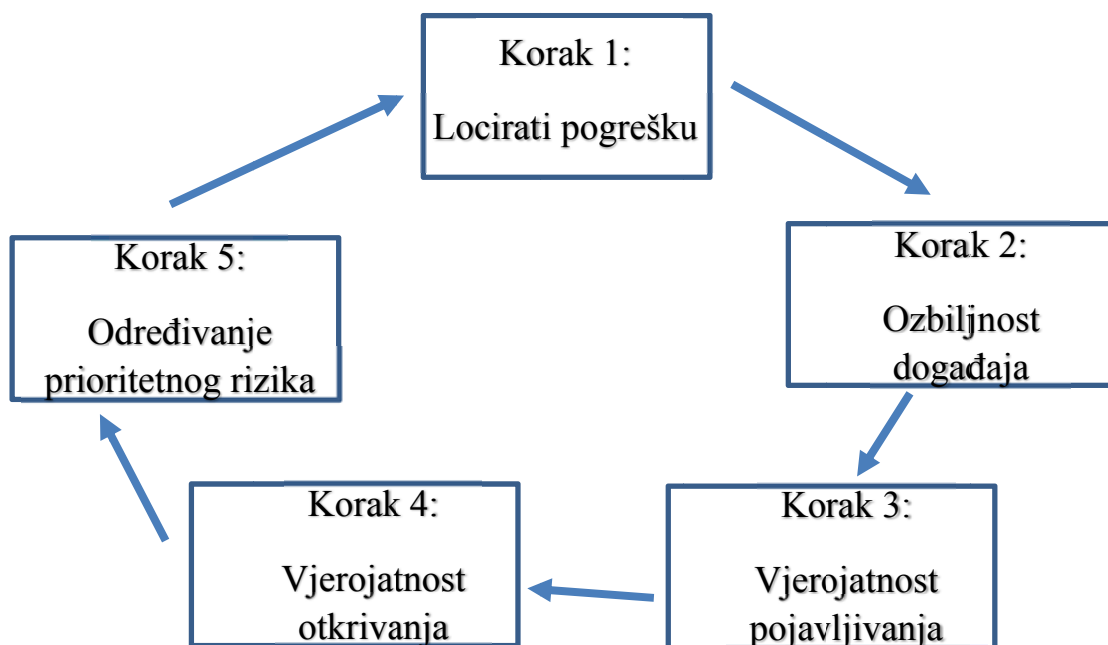 Korak 1:
Locirati pogrešku
Korak 2:
Ozbiljnost
događaja
Korak 3:
Vjerojatnost
pojavljivanja
Korak 4:
Vjerojatnost
otkrivanja
Korak 5:
Određivanje
prioritetnog rizika